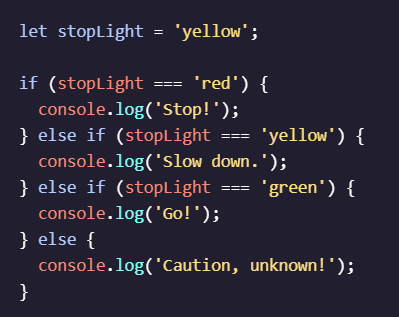 let stopLight = 'yellow';
if (stopLight === 'red') {
  console.log('Stop!');
} else if (stopLight === 'yellow') {
  console.log('Slow down.');
} else if (stopLight === 'green') {
  console.log('Go!');
} else {
  console.log('Caution, unknown!');
}